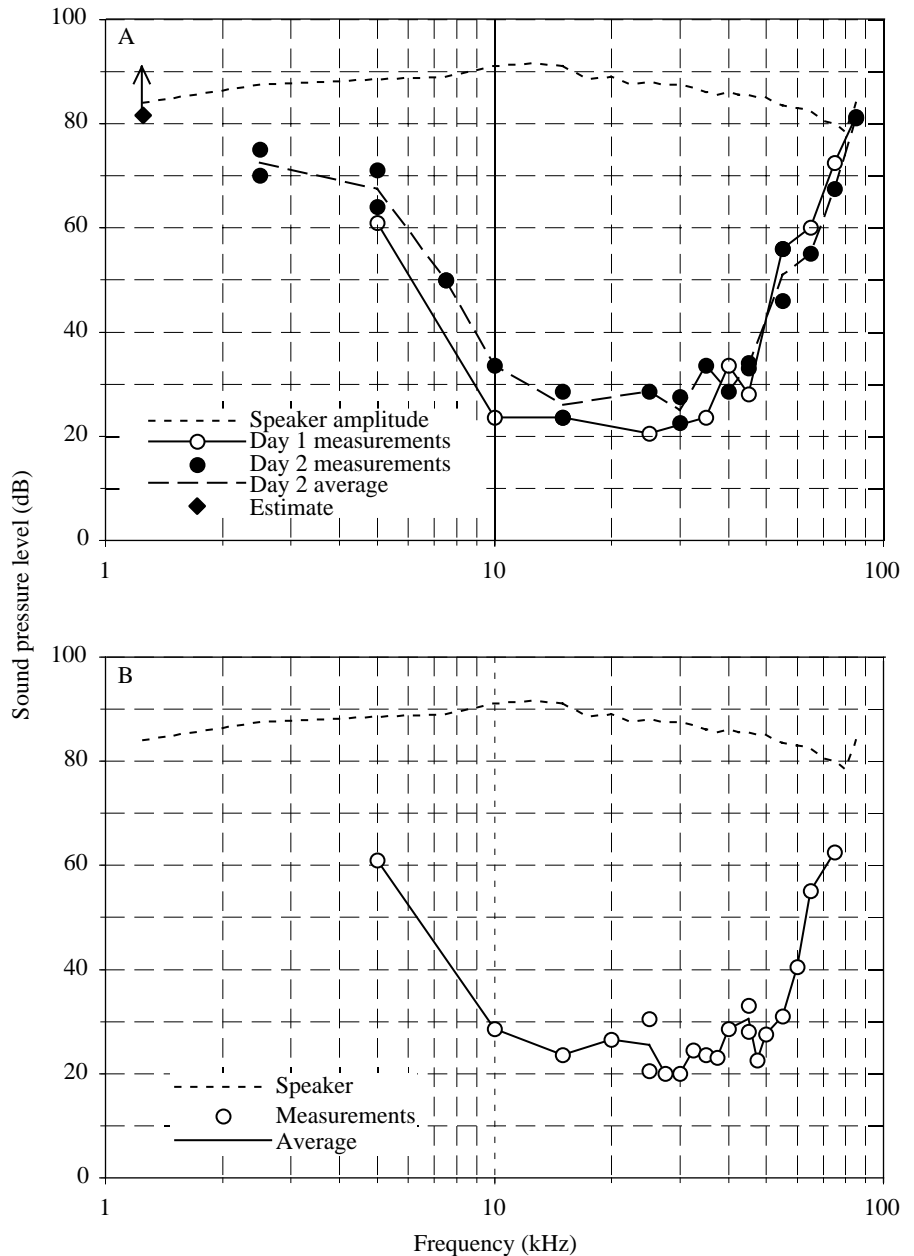 100
A
80
60
40
Speaker amplitude
20
Day 1 measurements
Day 2 measurements
Day 2 average
Estimate
0
1
10
100
Sound pressure level (dB)
100
B
80
60
40
20
Speaker
Measurements
Average
0
1
10
100
Frequency (kHz)